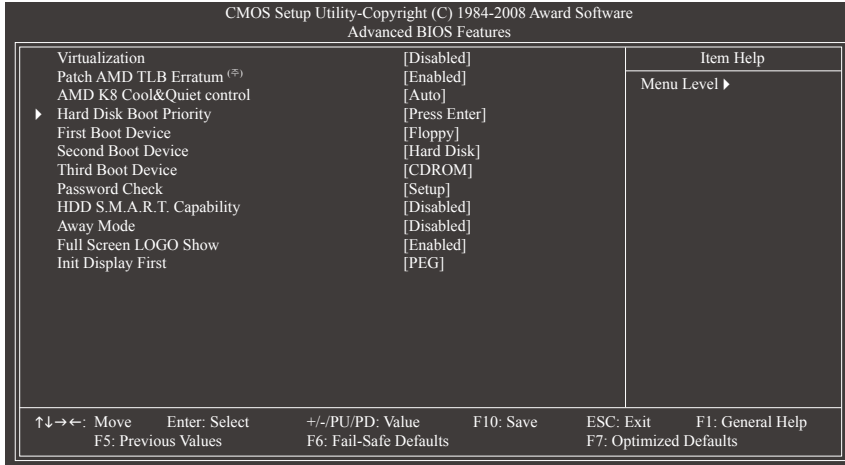 CMOS Setup Utility-Copyright (C) 1984-2008 Award Software
Advanced BIOS Features
Virtualization [Disabled] Item Help
Patch AMD TLB Erratum (주) [Enabled] Menu Level ▶
AMD K8 Cool&Quiet control [Auto]
▶ Hard Disk Boot Priority [Press Enter]
First Boot Device [Floppy]
Second Boot Device [Hard Disk]
Third Boot Device [CDROM]
Password Check [Setup]
HDD S.M.A.R.T. Capability [Disabled]
Away Mode [Disabled]
Full Screen LOGO Show [Enabled]
Init Display First [PEG]
↑↓→←: Move Enter: Select +/-/PU/PD: Value F10: Save ESC: Exit F1: General Help
F5: Previous Values F6: Fail-Safe Defaults F7: Optimized Defaults